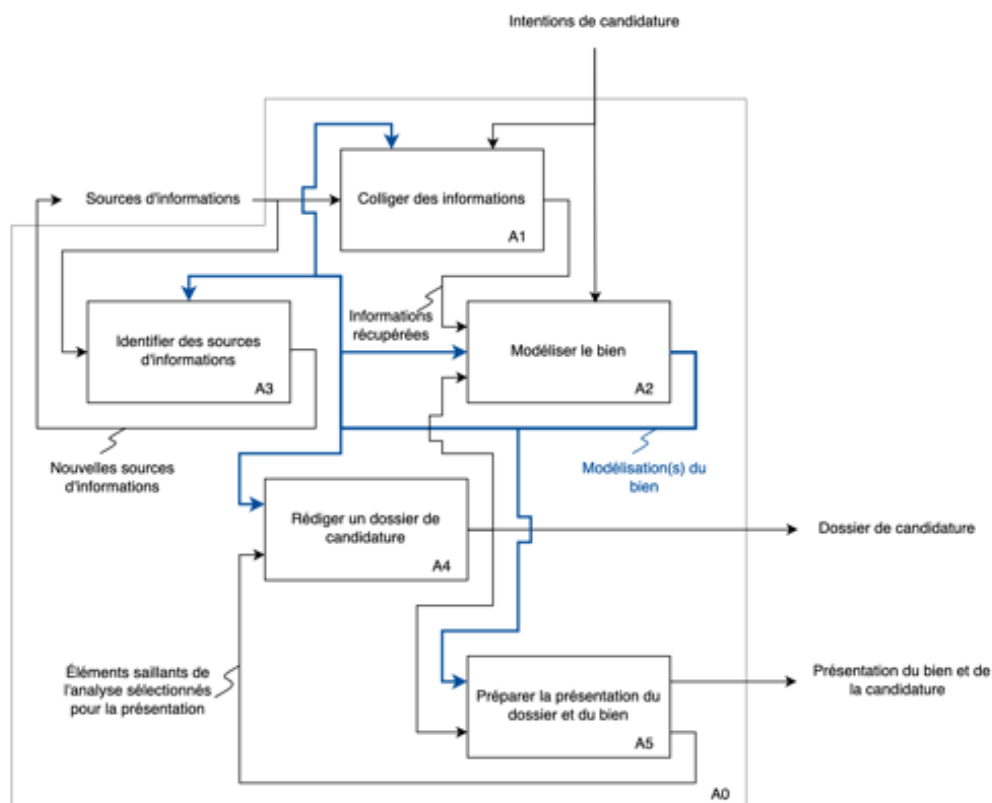 Intentions de candidature
Sources d'informations
Colliger des informations
A1
Informations
récupérées
Identifier des sources
d'informations
A3
Modéliser le bien
A2
Nouvelles sources
d'informations
Modélisation(s) du
bien
Rédiger un dossier de
candidature
A4
Dossier de candidature
Éléments saillants de
l'analyse sélectionnés
pour la présentation
Préparer la présentation du
dossier et du bien
A5
Présentation du bien et de
la candidature
A0